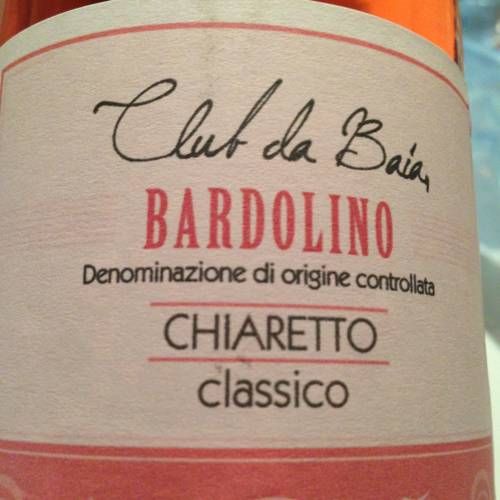 Club da Baia,
BARDOLINO
Denominazione di origine controllata
CHIARETTO
classico